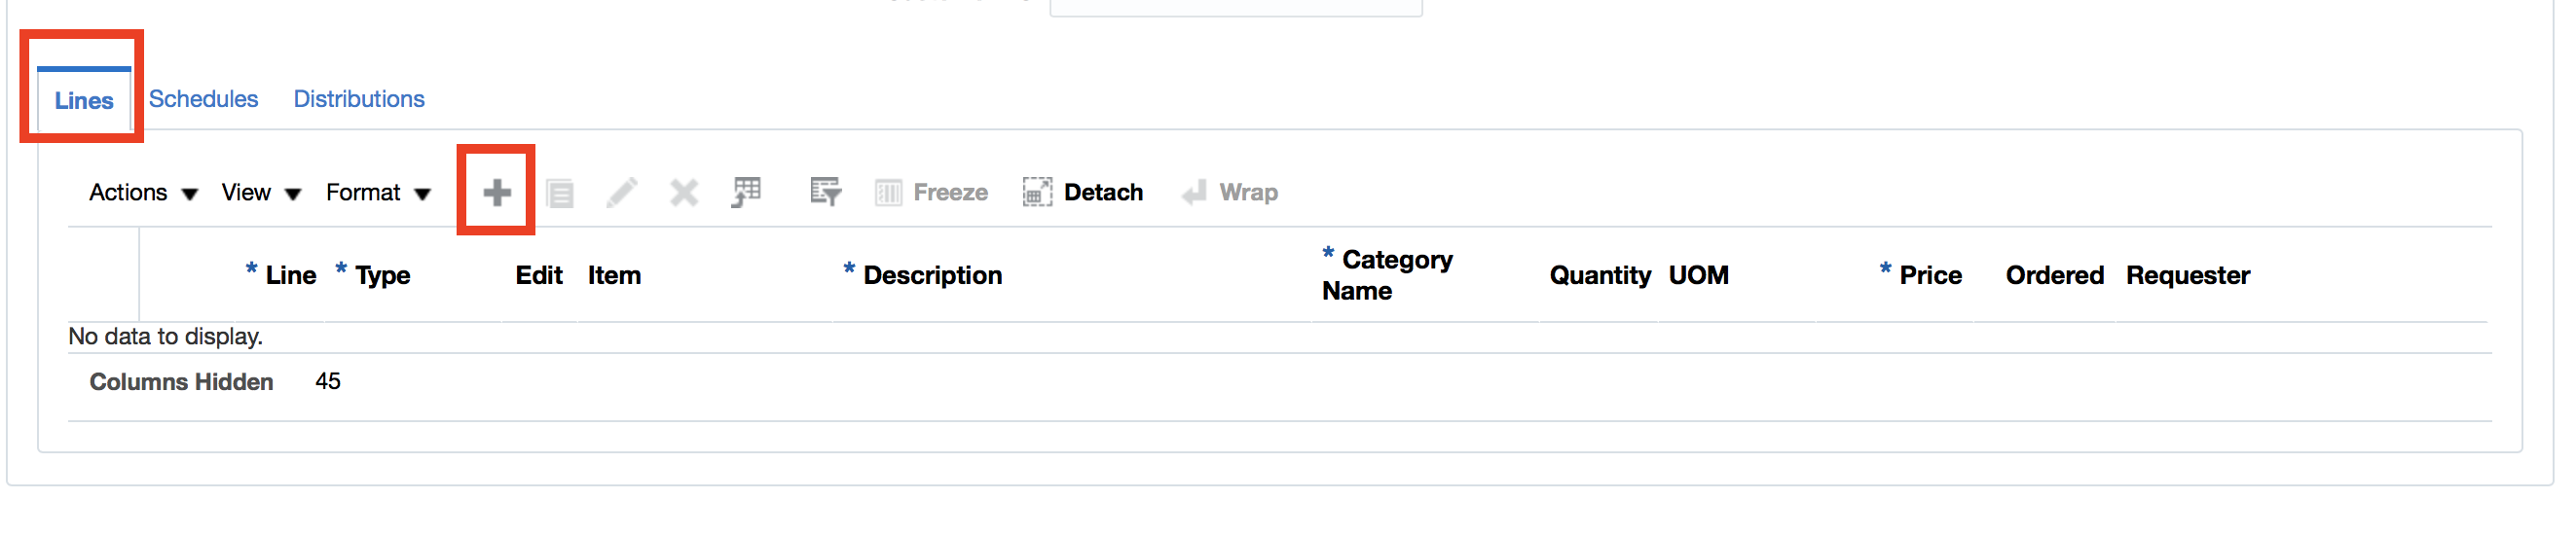 Lines Schedules Distributions
Actions View Format Freeze Detach Wrap
* Line * Type Edit Item * Description * Category Name Quantity UOM * Price Ordered Requester
No data to display.
Columns Hidden 45